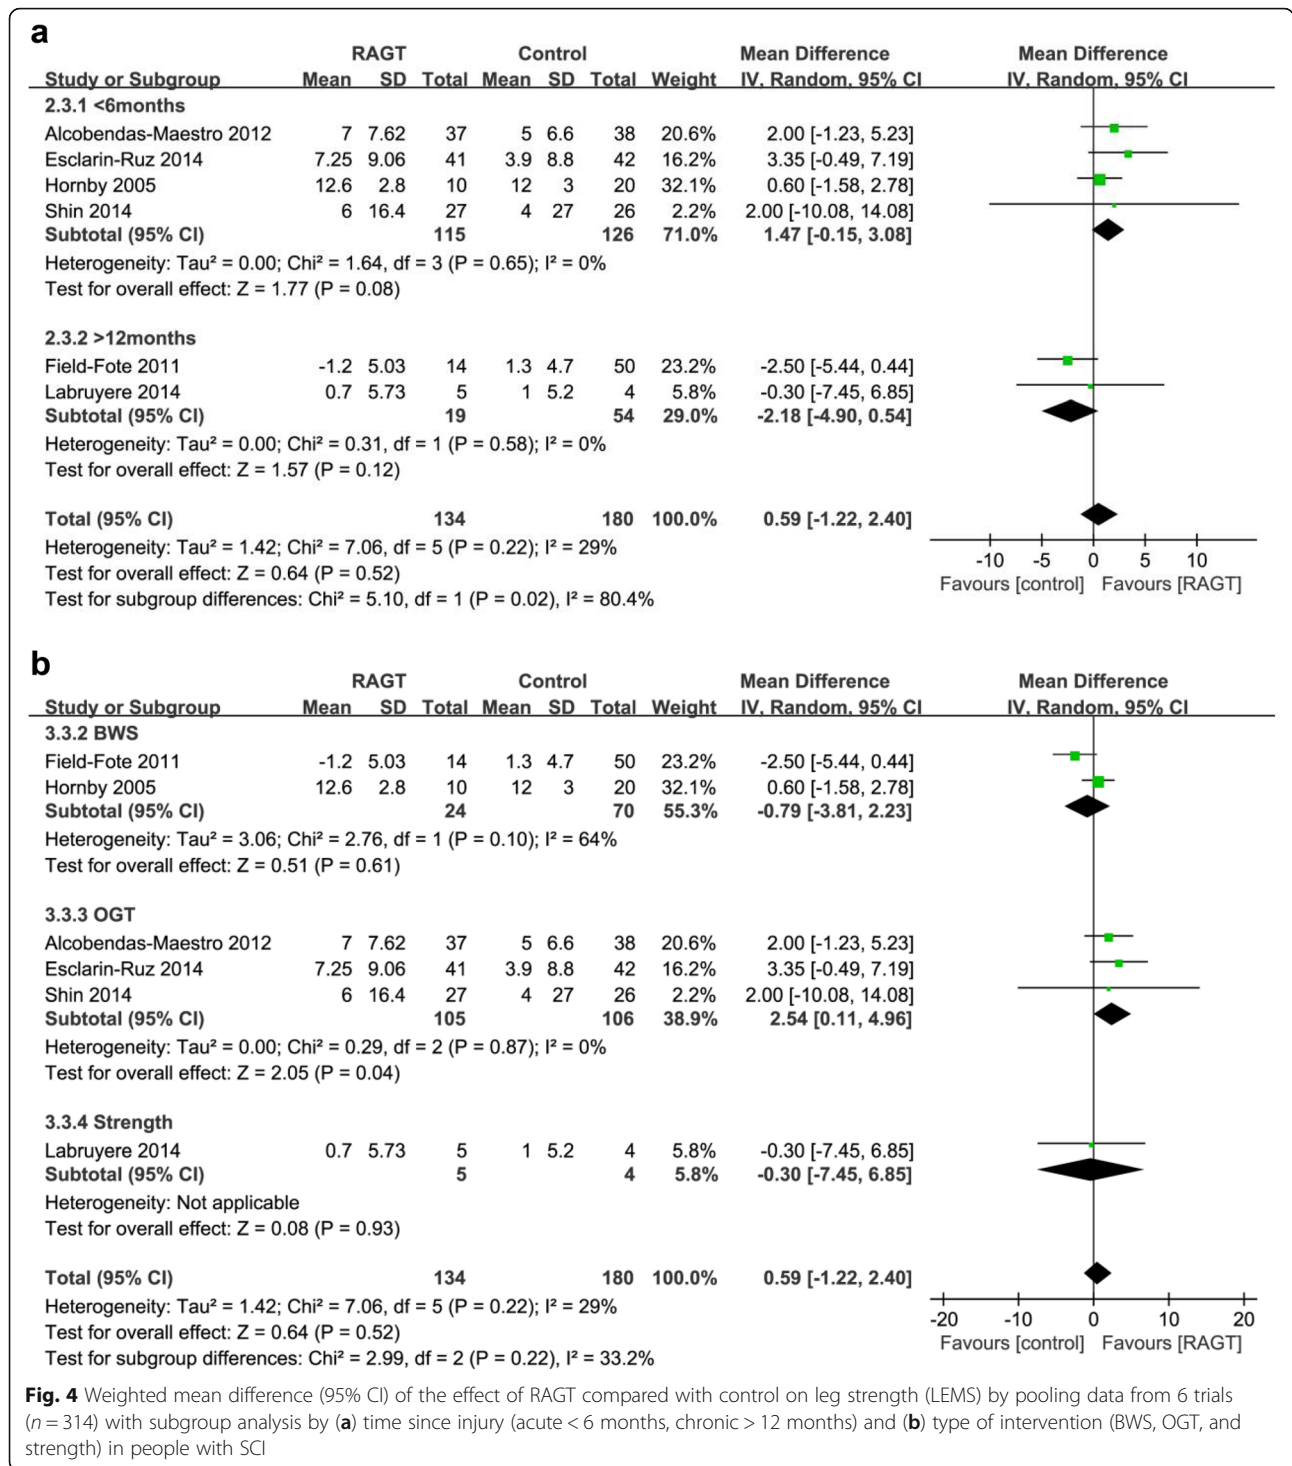 a
RAGT Control Mean Difference Mean Difference
Study or Subgroup Mean SD Total Mean SD Total Weight IV, Random, 95% CI IV, Random, 95% CI
2.3.1 <6months
Alcobendas-Maestro 2012 7 7.62 37 5 6.6 38 20.6% 2.00 [-1.23, 5.23]
Esclarin-Ruz 2014 7.25 9.06 41 3.9 8.8 42 16.2% 3.35 [-0.49, 7.19]
Hornby 2005 12.6 2.8 10 12 3 20 32.1% 0.60 [-1.58, 2.78]
Shin 2014 6 16.4 27 4 27 26 2.2% 2.00 [-10.08, 14.08]
Subtotal (95% CI) 115 126 71.0% 1.47 [-0.15, 3.08]
Heterogeneity: Tau² = 0.00; Chi² = 1.64, df = 3 (P = 0.65); I² = 0%
Test for overall effect: Z = 1.77 (P = 0.08)
2.3.2 >12months
Field-Fote 2011 -1.2 5.03 14 1.3 4.7 50 23.2% -2.50 [-5.44, 0.44]
Labruyere 2014 0.7 5.73 5 1 5.2 4 5.8% -0.30 [-7.45, 6.85]
Subtotal (95% CI) 19 54 29.0% -2.18 [-4.90, 0.54]
Heterogeneity: Tau² = 0.00; Chi² = 0.31, df = 1 (P = 0.58); I² = 0%
Test for overall effect: Z = 1.57 (P = 0.12)
Total (95% CI) 134 180 100.0% 0.59 [-1.22, 2.40]
Heterogeneity: Tau² = 1.42; Chi² = 7.06, df = 5 (P = 0.22); I² = 29%
Test for overall effect: Z = 0.64 (P = 0.52)
Test for subgroup differences: Chi² = 5.10, df = 1 (P = 0.02), I² = 80.4%
-10 -5 0 5 10
Favours [control] Favours [RAGT]
b
RAGT Control Mean Difference Mean Difference
Study or Subgroup Mean SD Total Mean SD Total Weight IV, Random, 95% CI IV, Random, 95% CI
3.3.2 BWS
Field-Fote 2011 -1.2 5.03 14 1.3 4.7 50 23.2% -2.50 [-5.44, 0.44]
Hornby 2005 12.6 2.8 10 12 3 20 32.1% 0.60 [-1.58, 2.78]
Subtotal (95% CI) 24 70 55.3% -0.79 [-3.81, 2.23]
Heterogeneity: Tau² = 3.06; Chi² = 2.76, df = 1 (P = 0.10); I² = 64%
Test for overall effect: Z = 0.51 (P = 0.61)
3.3.3 OGT
Alcobendas-Maestro 2012 7 7.62 37 5 6.6 38 20.6% 2.00 [-1.23, 5.23]
Esclarin-Ruz 2014 7.25 9.06 41 3.9 8.8 42 16.2% 3.35 [-0.49, 7.19]
Shin 2014 6 16.4 27 4 27 26 2.2% 2.00 [-10.08, 14.08]
Subtotal (95% CI) 105 106 38.9% 2.54 [0.11, 4.96]
Heterogeneity: Tau² = 0.00; Chi² = 0.29, df = 2 (P = 0.87); I² = 0%
Test for overall effect: Z = 2.05 (P = 0.04)
3.3.4 Strength
Labruyere 2014 0.7 5.73 5 1 5.2 4 5.8% -0.30 [-7.45, 6.85]
Subtotal (95% CI) 5 4 5.8% -0.30 [-7.45, 6.85]
Heterogeneity: Not applicable
Test for overall effect: Z = 0.08 (P = 0.93)
Total (95% CI) 134 180 100.0% 0.59 [-1.22, 2.40]
Heterogeneity: Tau² = 1.42; Chi² = 7.06, df = 5 (P = 0.22); I² = 29%
Test for overall effect: Z = 0.64 (P = 0.52)
Test for subgroup differences: Chi² = 2.99, df = 2 (P = 0.22), I² = 33.2%
-20 -10 0 10 20
Favours [control] Favours [RAGT]
Fig. 4 Weighted mean difference (95% CI) of the effect of RAGT compared with control on leg strength (LEMS) by pooling data from 6 trials
(n = 314) with subgroup analysis by (a) time since injury (acute < 6 months, chronic > 12 months) and (b) type of intervention (BWS, OGT, and
strength) in people with SCI